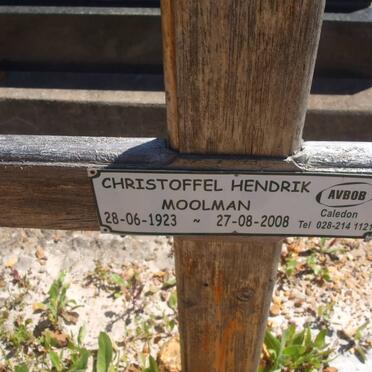 CHRISTOFFEL HENDRIK
MOOLMAN
28-06-1923 ~ 27-08-2008
AVBOB
Caledon
Tel 028-214 1121